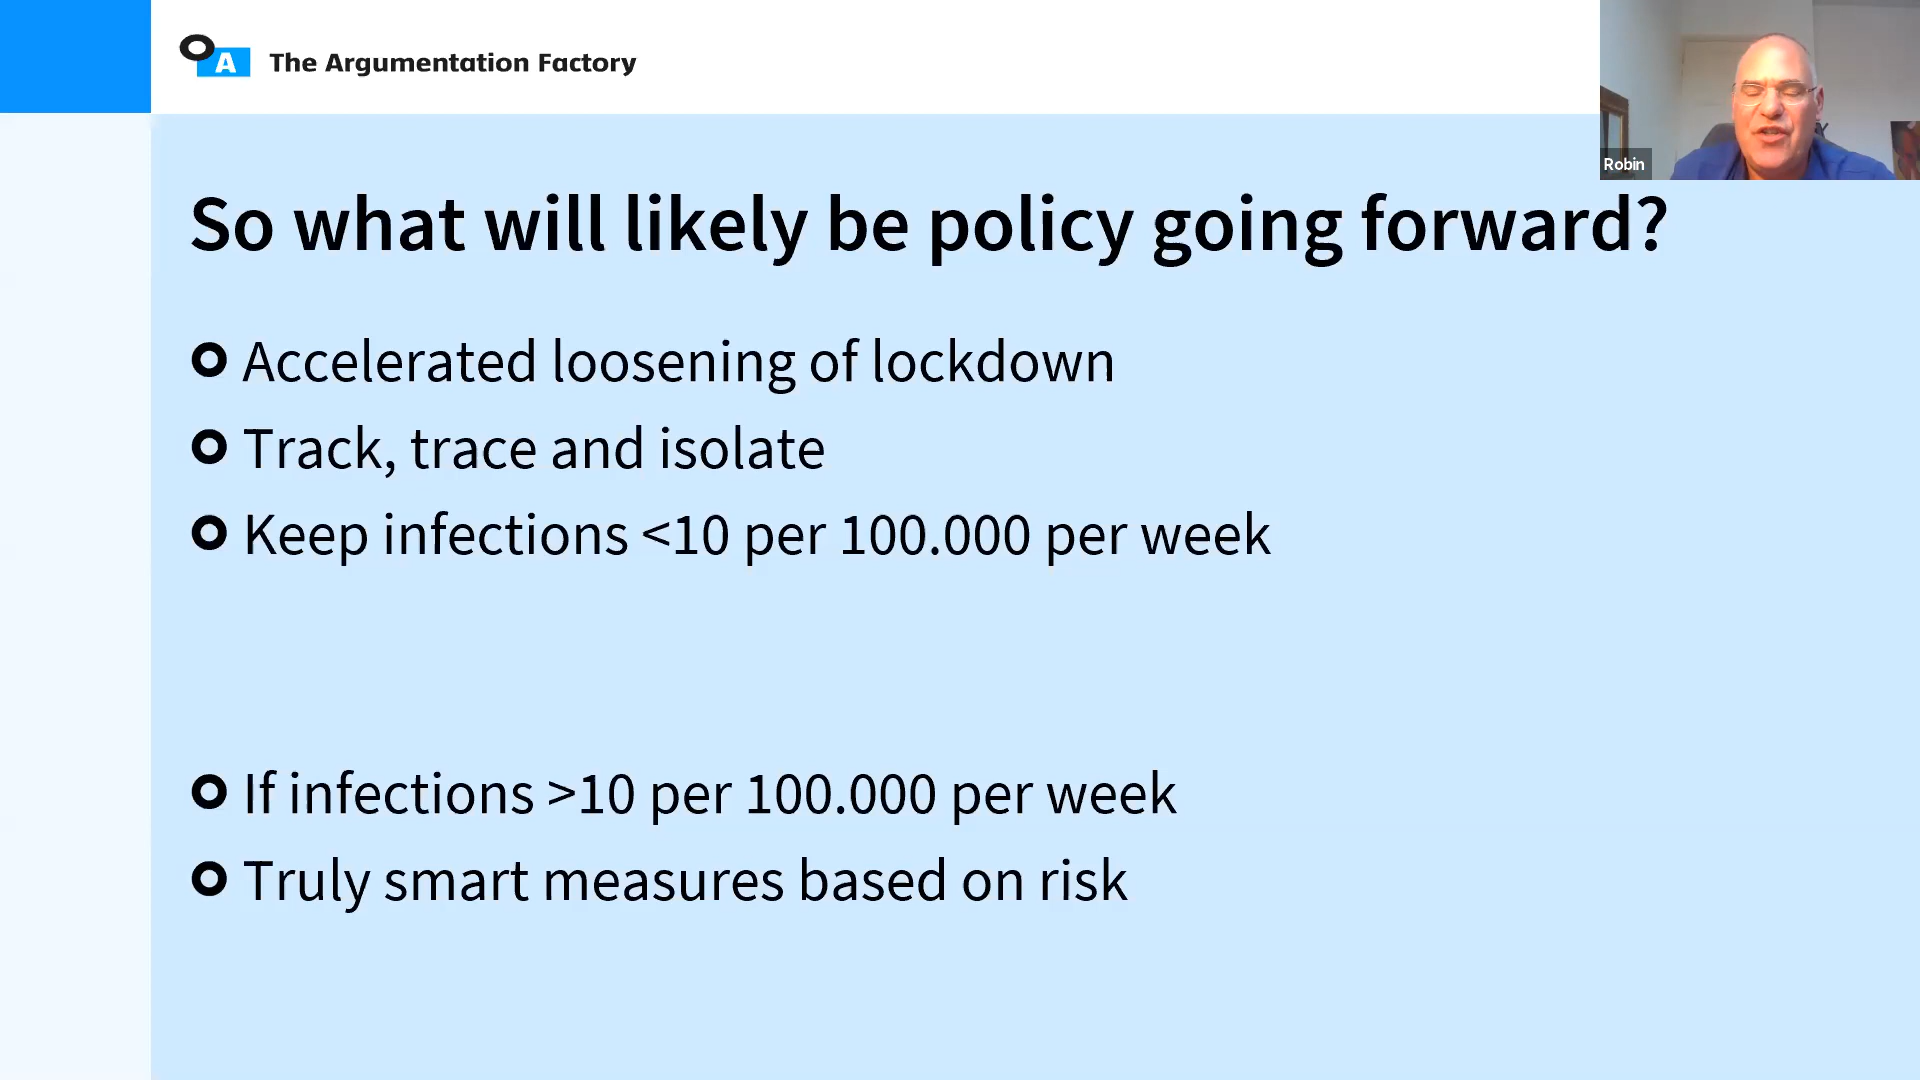 A The Argumentation Factory
Robin
So what will likely be policy going forward?
Accelerated loosening of lockdown
Track, trace and isolate
Keep infections <10 per 100.000 per week
If infections >10 per 100.000 per week
Truly smart measures based on risk